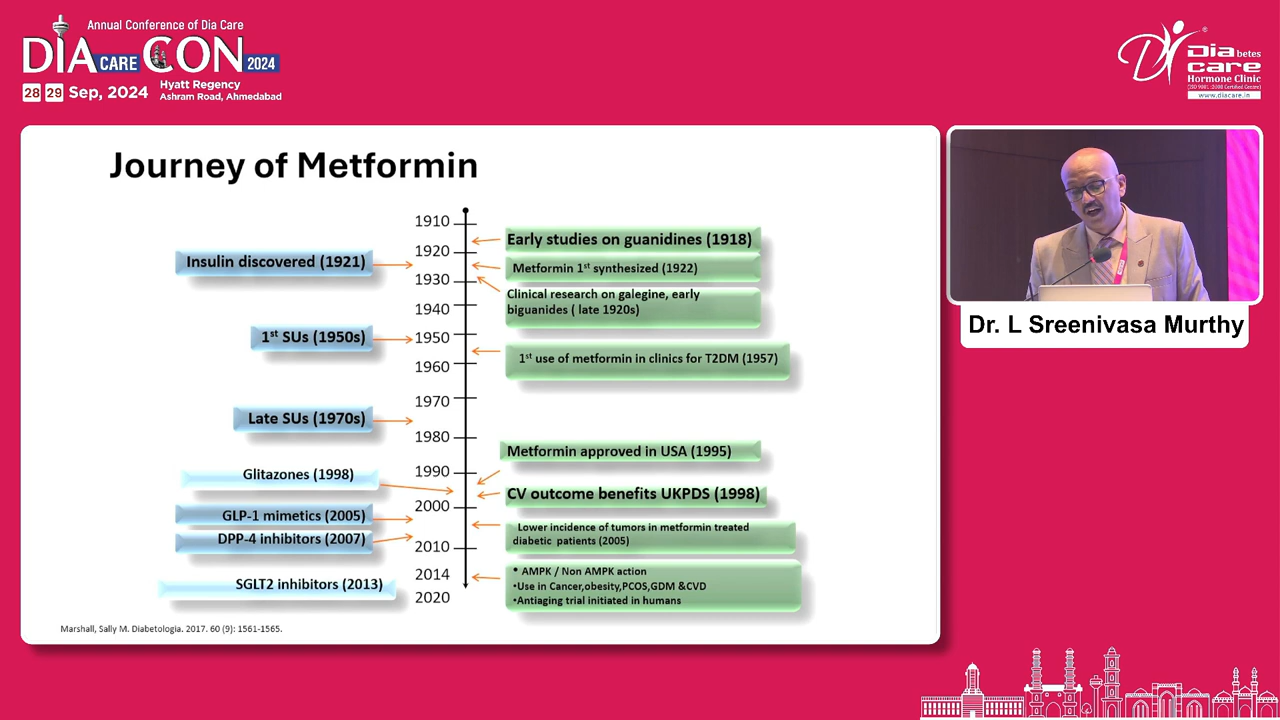 Annual Conference of Dia Care
DIA CARE CON 2024
28 29 Sep, 2024
Hyatt Regency
Ashram Road, Ahmedabad
Diabetes
care
Hormone Clinic
(ISO 9001:2008 Certified Centre)
www.diacare.in
Journey of Metformin
1910
1920
1930
1940
1950
1960
1970
1980
1990
2000
2010
2014
2020
Insulin discovered (1921)
1st SUs (1950s)
Late SUs (1970s)
Glitazones (1998)
GLP-1 mimetics (2005)
DPP-4 inhibitors (2007)
SGLT2 inhibitors (2013)
Early studies on guanidines (1918)
Metformin 1st synthesized (1922)
Clinical research on galegine, early
biguanides ( late 1920s)
1st use of metformin in clinics for T2DM (1957)
Metformin approved in USA (1995)
CV outcome benefits UKPDS (1998)
Lower incidence of tumors in metformin treated
diabetic patients (2005)
• AMPK / Non AMPK action
•Use in Cancer,obesity,PCOS,GDM &CVD
•Antiaging trial initiated in humans
Marshall, Sally M. Diabetologia. 2017. 60 (9): 1561-1565.
Dr. L Sreenivasa Murthy